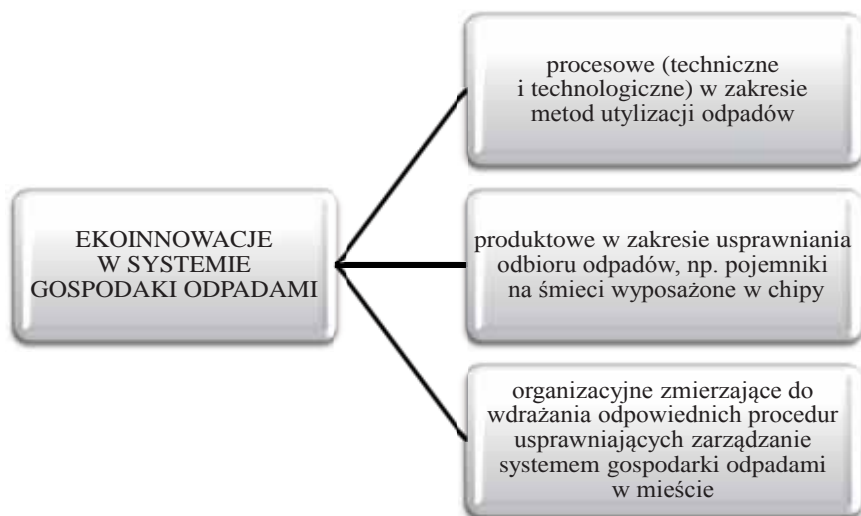 EKOINNOWACJE
W SYSTEMIE
GOSPODAKI ODPADAMI
procesowe (techniczne
i technologiczne) w zakresie
metod utylizacji odpadów
produktowe w zakresie usprawniania
odbioru odpadów, np. pojemniki
na śmieci wyposażone w chipy
organizacyjne zmierzające do
wdrażania odpowiednich procedur
usprawniających zarządzanie
systemem gospodarki odpadami
w mieście